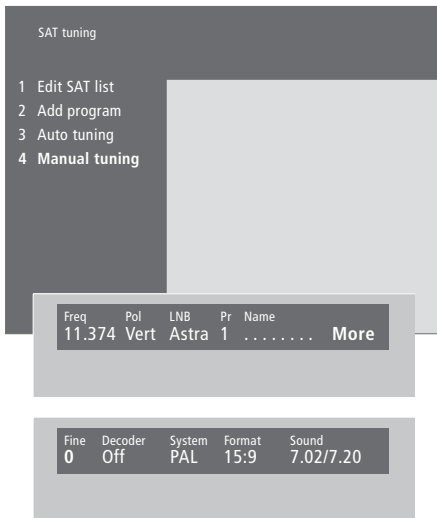 SAT tuning
1 Edit SAT list
2 Add program
3 Auto tuning
4 Manual tuning
Freq Pol LNB Pr Name
11.374 Vert Astra 1 . . . . . . . . More
Fine Decoder System Format Sound
0 Off PAL 15:9 7.02/7.20